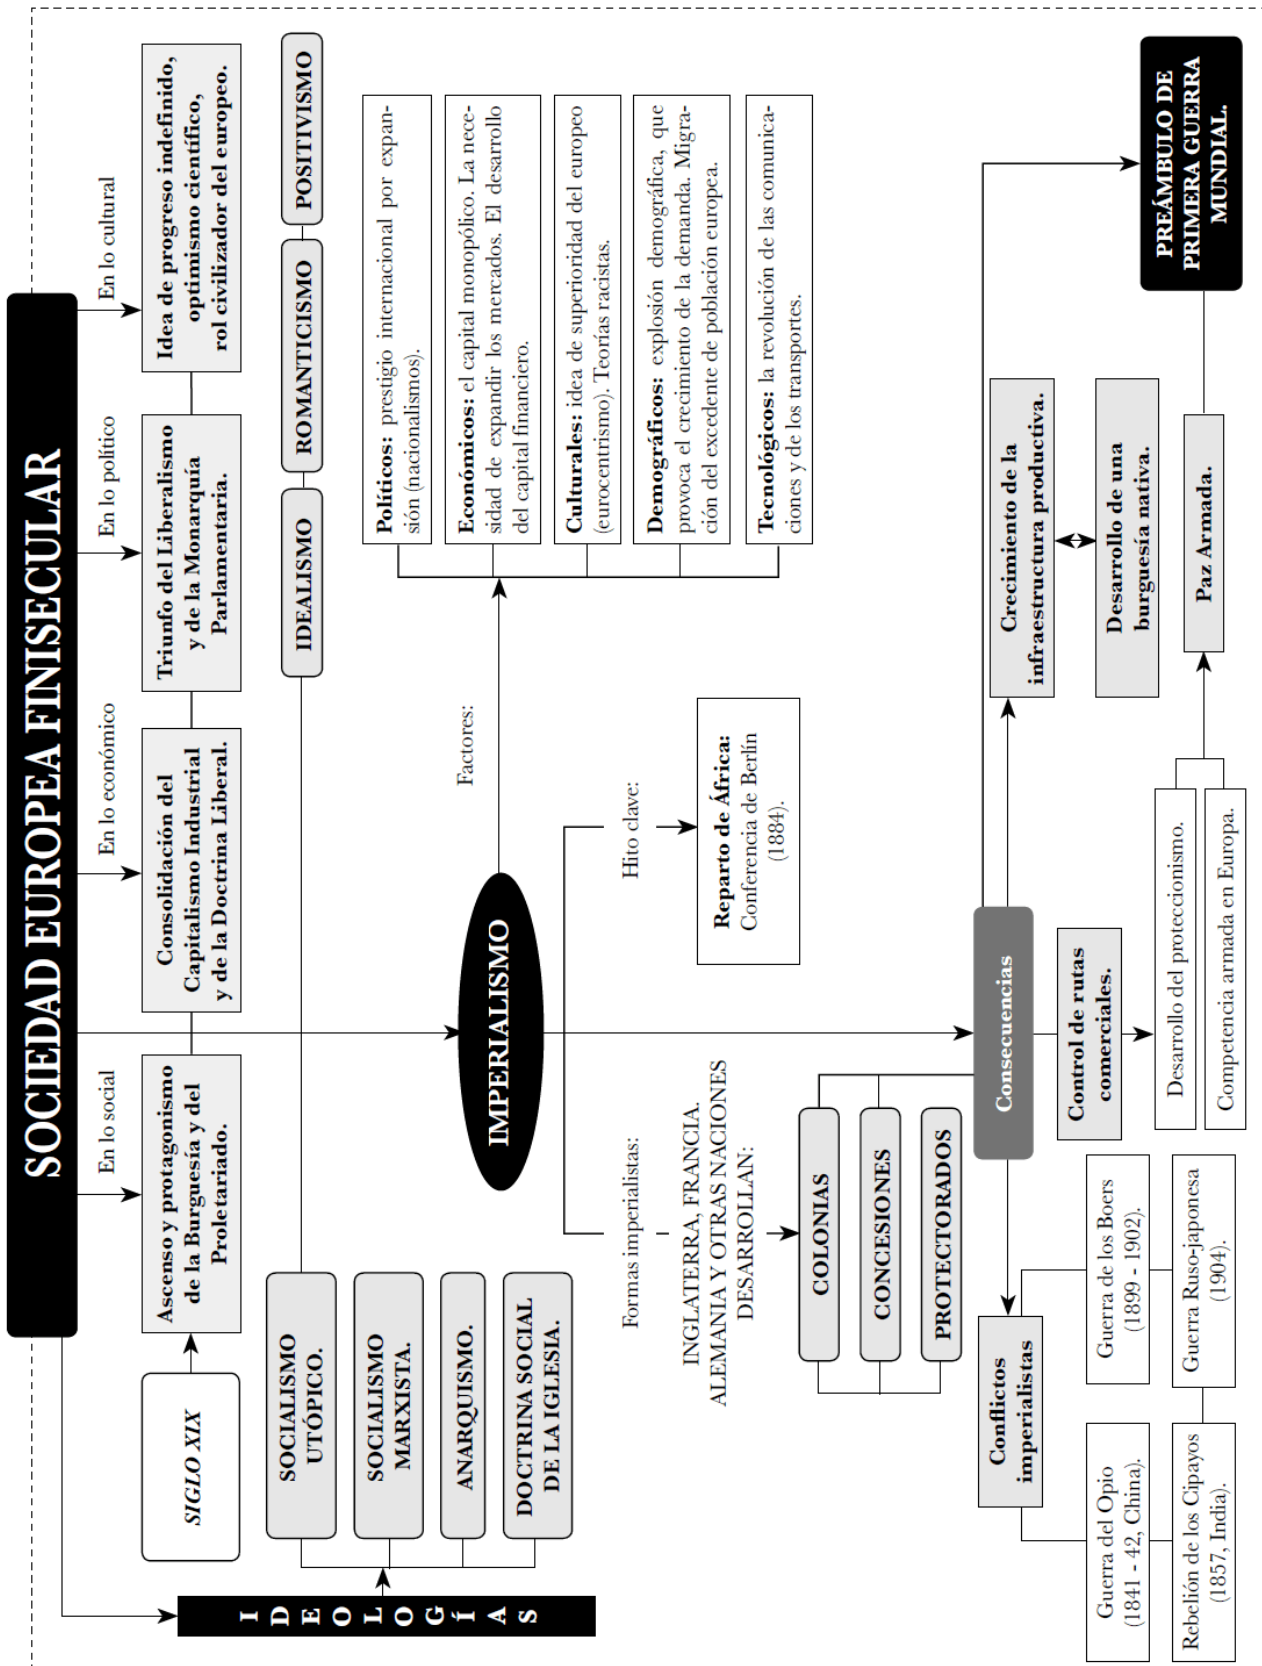 SOCIEDAD EUROPEA FINISECULAR
En lo social
En lo económico
En lo político
En lo cultural
SIGLO XIX
Ascenso y protagonismo
de la Burguesía y del
Proletariado.
Consolidación del
Capitalismo Industrial
y de la Doctrina Liberal.
Triunfo del Liberalismo
y de la Monarquía
Parlamentaria.
Idea de progreso indefinido,
optimismo científico,
rol civilizador del europeo.
IDEOLOGÍAS
SOCIALISMO
UTÓPICO.
SOCIALISMO
MARXISTA.
ANARQUISMO.
DOCTRINA SOCIAL
DE LA IGLESIA.
IDEALISMO
ROMANTICISMO
POSITIVISMO
IMPERIALISMO
Factores:
Políticos: prestigio internacional por expan-
sión (nacionalismos).
Económicos: el capital monopólico. La nece-
sidad de expandir los mercados. El desarrollo
del capital financiero.
Culturales: idea de superioridad del europeo
(eurocentrismo). Teorías racistas.
Demográficos: explosión demográfica, que
provoca el crecimiento de la demanda. Migra-
ción del excedente de población europea.
Tecnológicos: la revolución de las comunica-
ciones y de los transportes.
Formas imperialistas:
INGLATERRA, FRANCIA.
ALEMANIA Y OTRAS NACIONES
DESARROLLAN:
COLONIAS
CONCESIONES
PROTECTORADOS
Hito clave:
Reparto de África:
Conferencia de Berlín
(1884).
Consecuencias
Conflictos
imperialistas
Guerra del Opio
(1841 - 42, China).
Guerra de los Boers
(1899 - 1902).
Rebelión de los Cipayos
(1857, India).
Guerra Ruso-japonesa
(1904).
Control de rutas
comerciales.
Desarrollo del proteccionismo.
Competencia armada en Europa.
Crecimiento de la
infraestructura productiva.
Desarrollo de una
burguesía nativa.
Paz Armada.
PREÁMBULO DE
PRIMERA GUERRA
MUNDIAL.